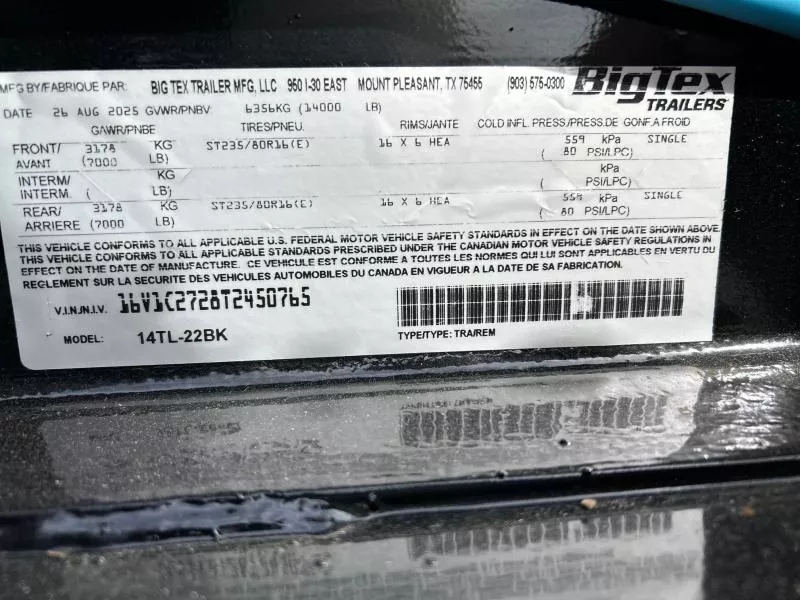 MFG BY/FABRIQUE PAR: BIG TEX TRAILER MFG, LLC 950 I-30 EAST MOUNT PLEASANT, TX 75455 (903) 575-0300 BigTex TRAILERS
DATE 26 AUG 2025 GVWR/PNBV: 6356KG (14000 LB)
GAWR/PNBE TIRES/PNEU. RIMS/JANTE COLD INFL. PRESS/PRESS.DE GONF.A FROID
FRONT/ 3178 KG ST235/80R16(E) 16 X 6 HEA 559 kPa SINGLE
AVANT (7000 LB) ( 80 PSI/LPC)
INTERM/ KG kPa
INTERM. ( LB) ( PSI/LPC)
REAR/ 3178 KG ST235/80R16(E) 16 X 6 HEA 559 kPa SINGLE
ARRIERE (7000 LB) ( 80 PSI/LPC)
THIS VEHICLE CONFORMS TO ALL APPLICABLE U.S. FEDERAL MOTOR VEHICLE SAFETY STANDARDS IN EFFECT ON THE DATE SHOWN ABOVE.
THIS VEHICLE CONFORMS TO ALL APPLICABLE STANDARDS PRESCRIBED UNDER THE CANADIAN MOTOR VEHICLE SAFETY REGULATIONS IN
EFFECT ON THE DATE OF MANUFACTURE. CE VEHICULE EST CONFORME A TOUTES LES NORMES QUI LUI SONT APPLICABLES EN VERTU DU
REGLEMENT SUR LA SECURITE DES VEHICULES AUTOMOBILES DU CANADA EN VIGUEUR A LA DATE DE SA FABRICATION.
V.I.N./N.I.V. 16V1C2728T2450765
MODEL: 14TL-22BK TYPE/TYPE: TRA/REM